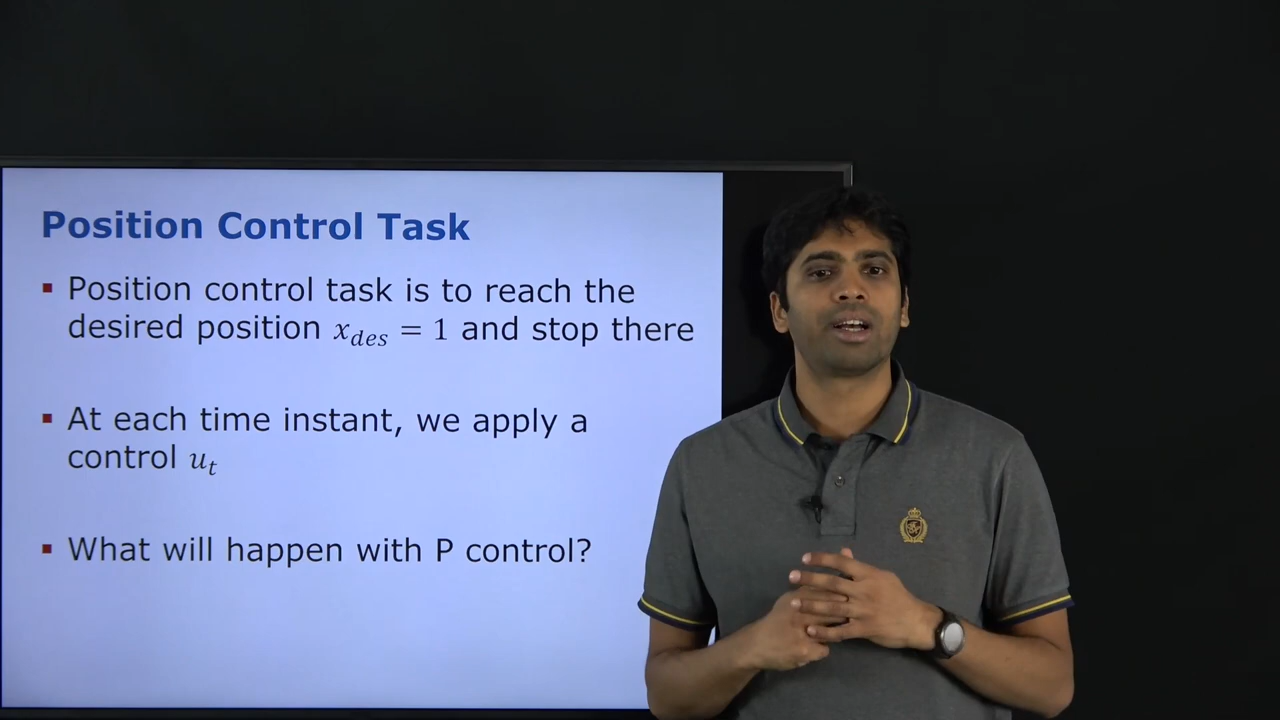 Position Control Task
▪ Position control task is to reach the
desired position x_des = 1 and stop there
▪ At each time instant, we apply a
control u_t
▪ What will happen with P control?